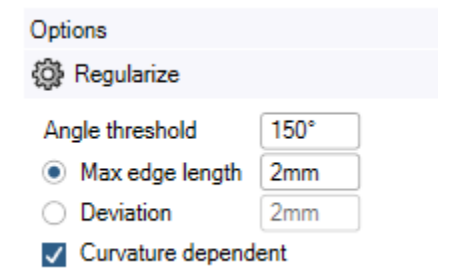 Options
Regularize
Angle threshold 150°
Max edge length 2mm
Deviation 2mm
Curvature dependent